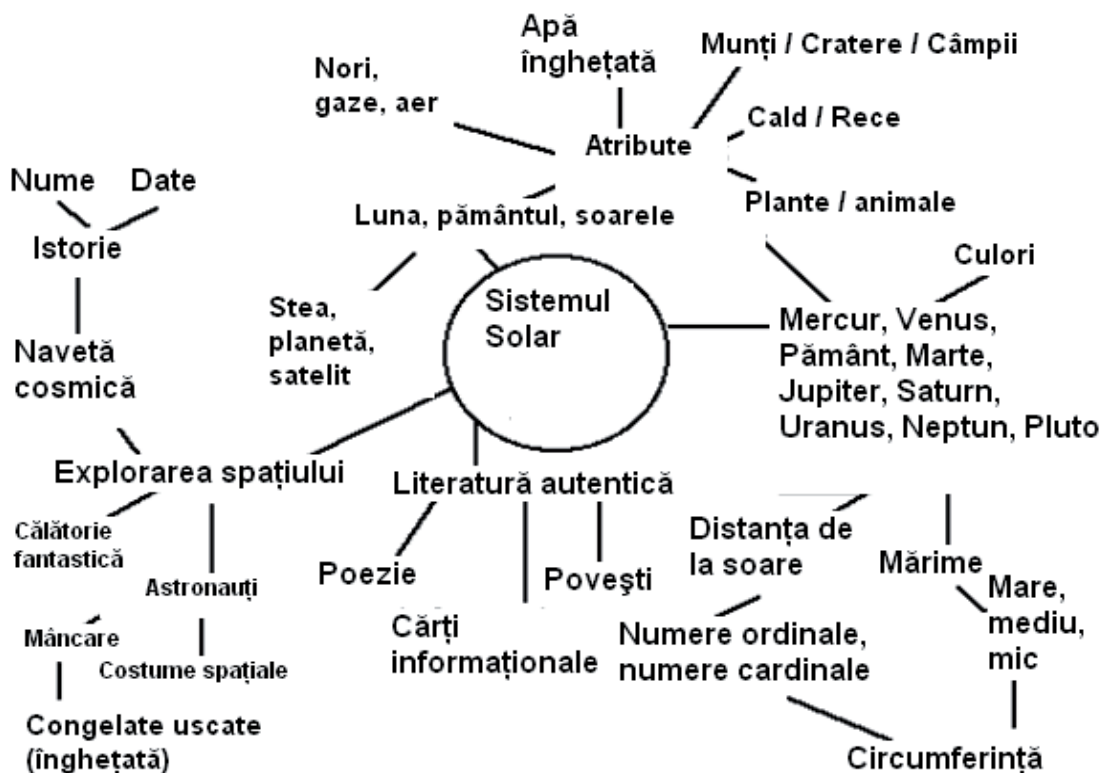 Apă
înghețată
Munți / Cratere / Câmpii
Nori,
gaze, aer
Cald / Rece
Atribute
Nume
Date
Plante / animale
Luna, pământul, soarele
Istorie
Culori
Stea,
planetă,
satelit
Sistemul
Solar
Mercur, Venus,
Pământ, Marte,
Jupiter, Saturn,
Uranus, Neptun, Pluto
Navetă
cosmică
Explorarea spațiului
Literatură autentică
Călătorie
fantastică
Distanța de
la soare
Mărime
Astronauți
Poezie
Povești
Mare,
mediu,
mic
Mâncare
Costume spațiale
Cărți
informaționale
Numere ordinale,
numere cardinale
Congelate uscate
(înghețată)
Circumferință